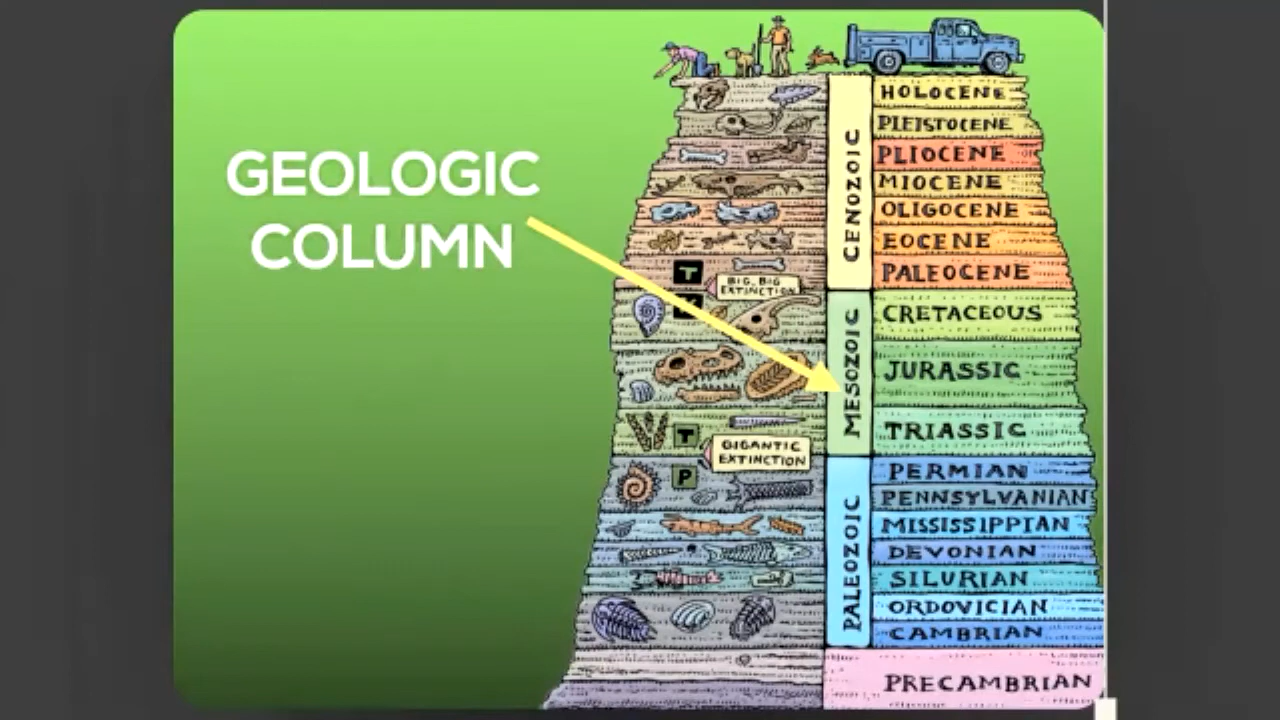 GEOLOGIC
COLUMN
HOLOCENE
PLEISTOCENE
PLIOCENE
MIOCENE
OLIGOCENE
EOCENE
PALEOCENE
CENOZOIC
T
BIG, BIG
EXTINCTION
CRETACEOUS
JURASSIC
TRIASSIC
MESOZOIC
T
GIGANTIC
EXTINCTION
P
PERMIAN
PENNSYLVANIAN
MISSISSIPPIAN
DEVONIAN
SILURIAN
ORDOVICIAN
CAMBRIAN
PALEOZOIC
PRECAMBRIAN